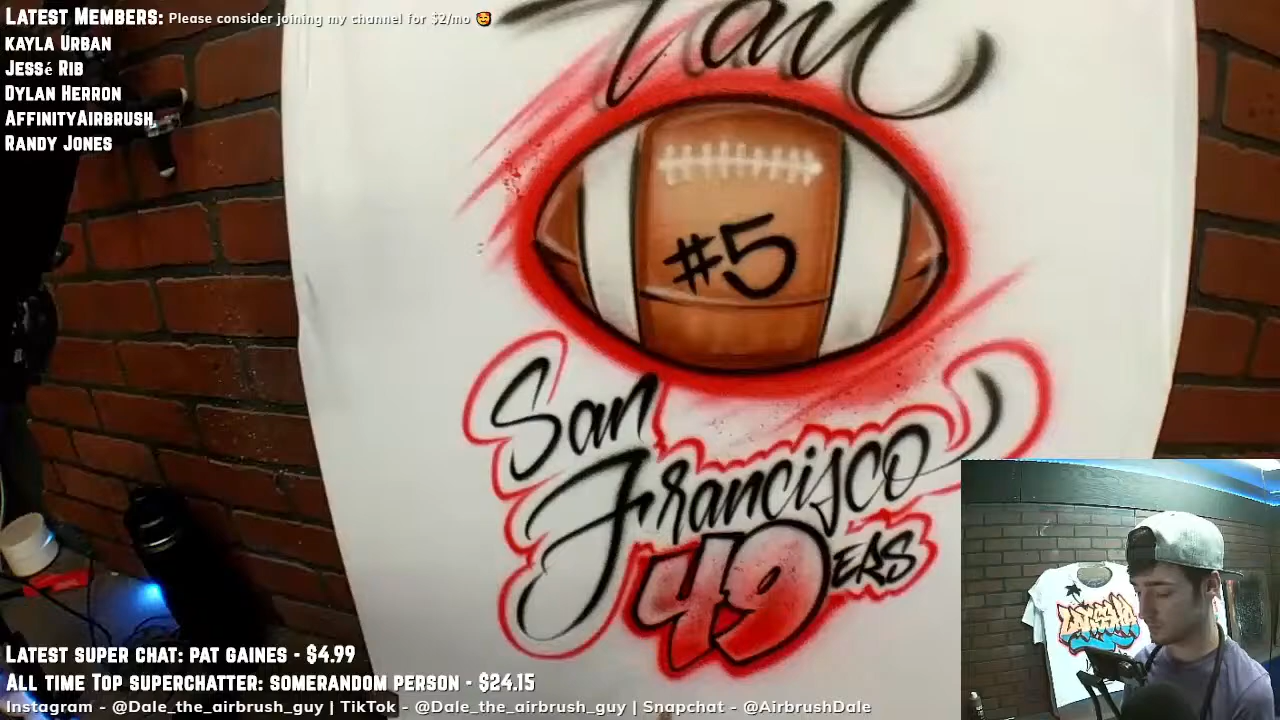 Latest Members: Please consider joining my channel for $2/mo
Kayla Urban
Jessé Rib
Dylan Herron
AffinityAirbrush
Randy Jones
#5
San
Francisco
49ers
Latest super chat: pat gaines - $4.99
All time Top superchatter: somerandom person - $24.15
Instagram - @Dale_the_airbrush_guy | TikTok - @Dale_the_airbrush_guy | Snapchat - @AirbrushDale